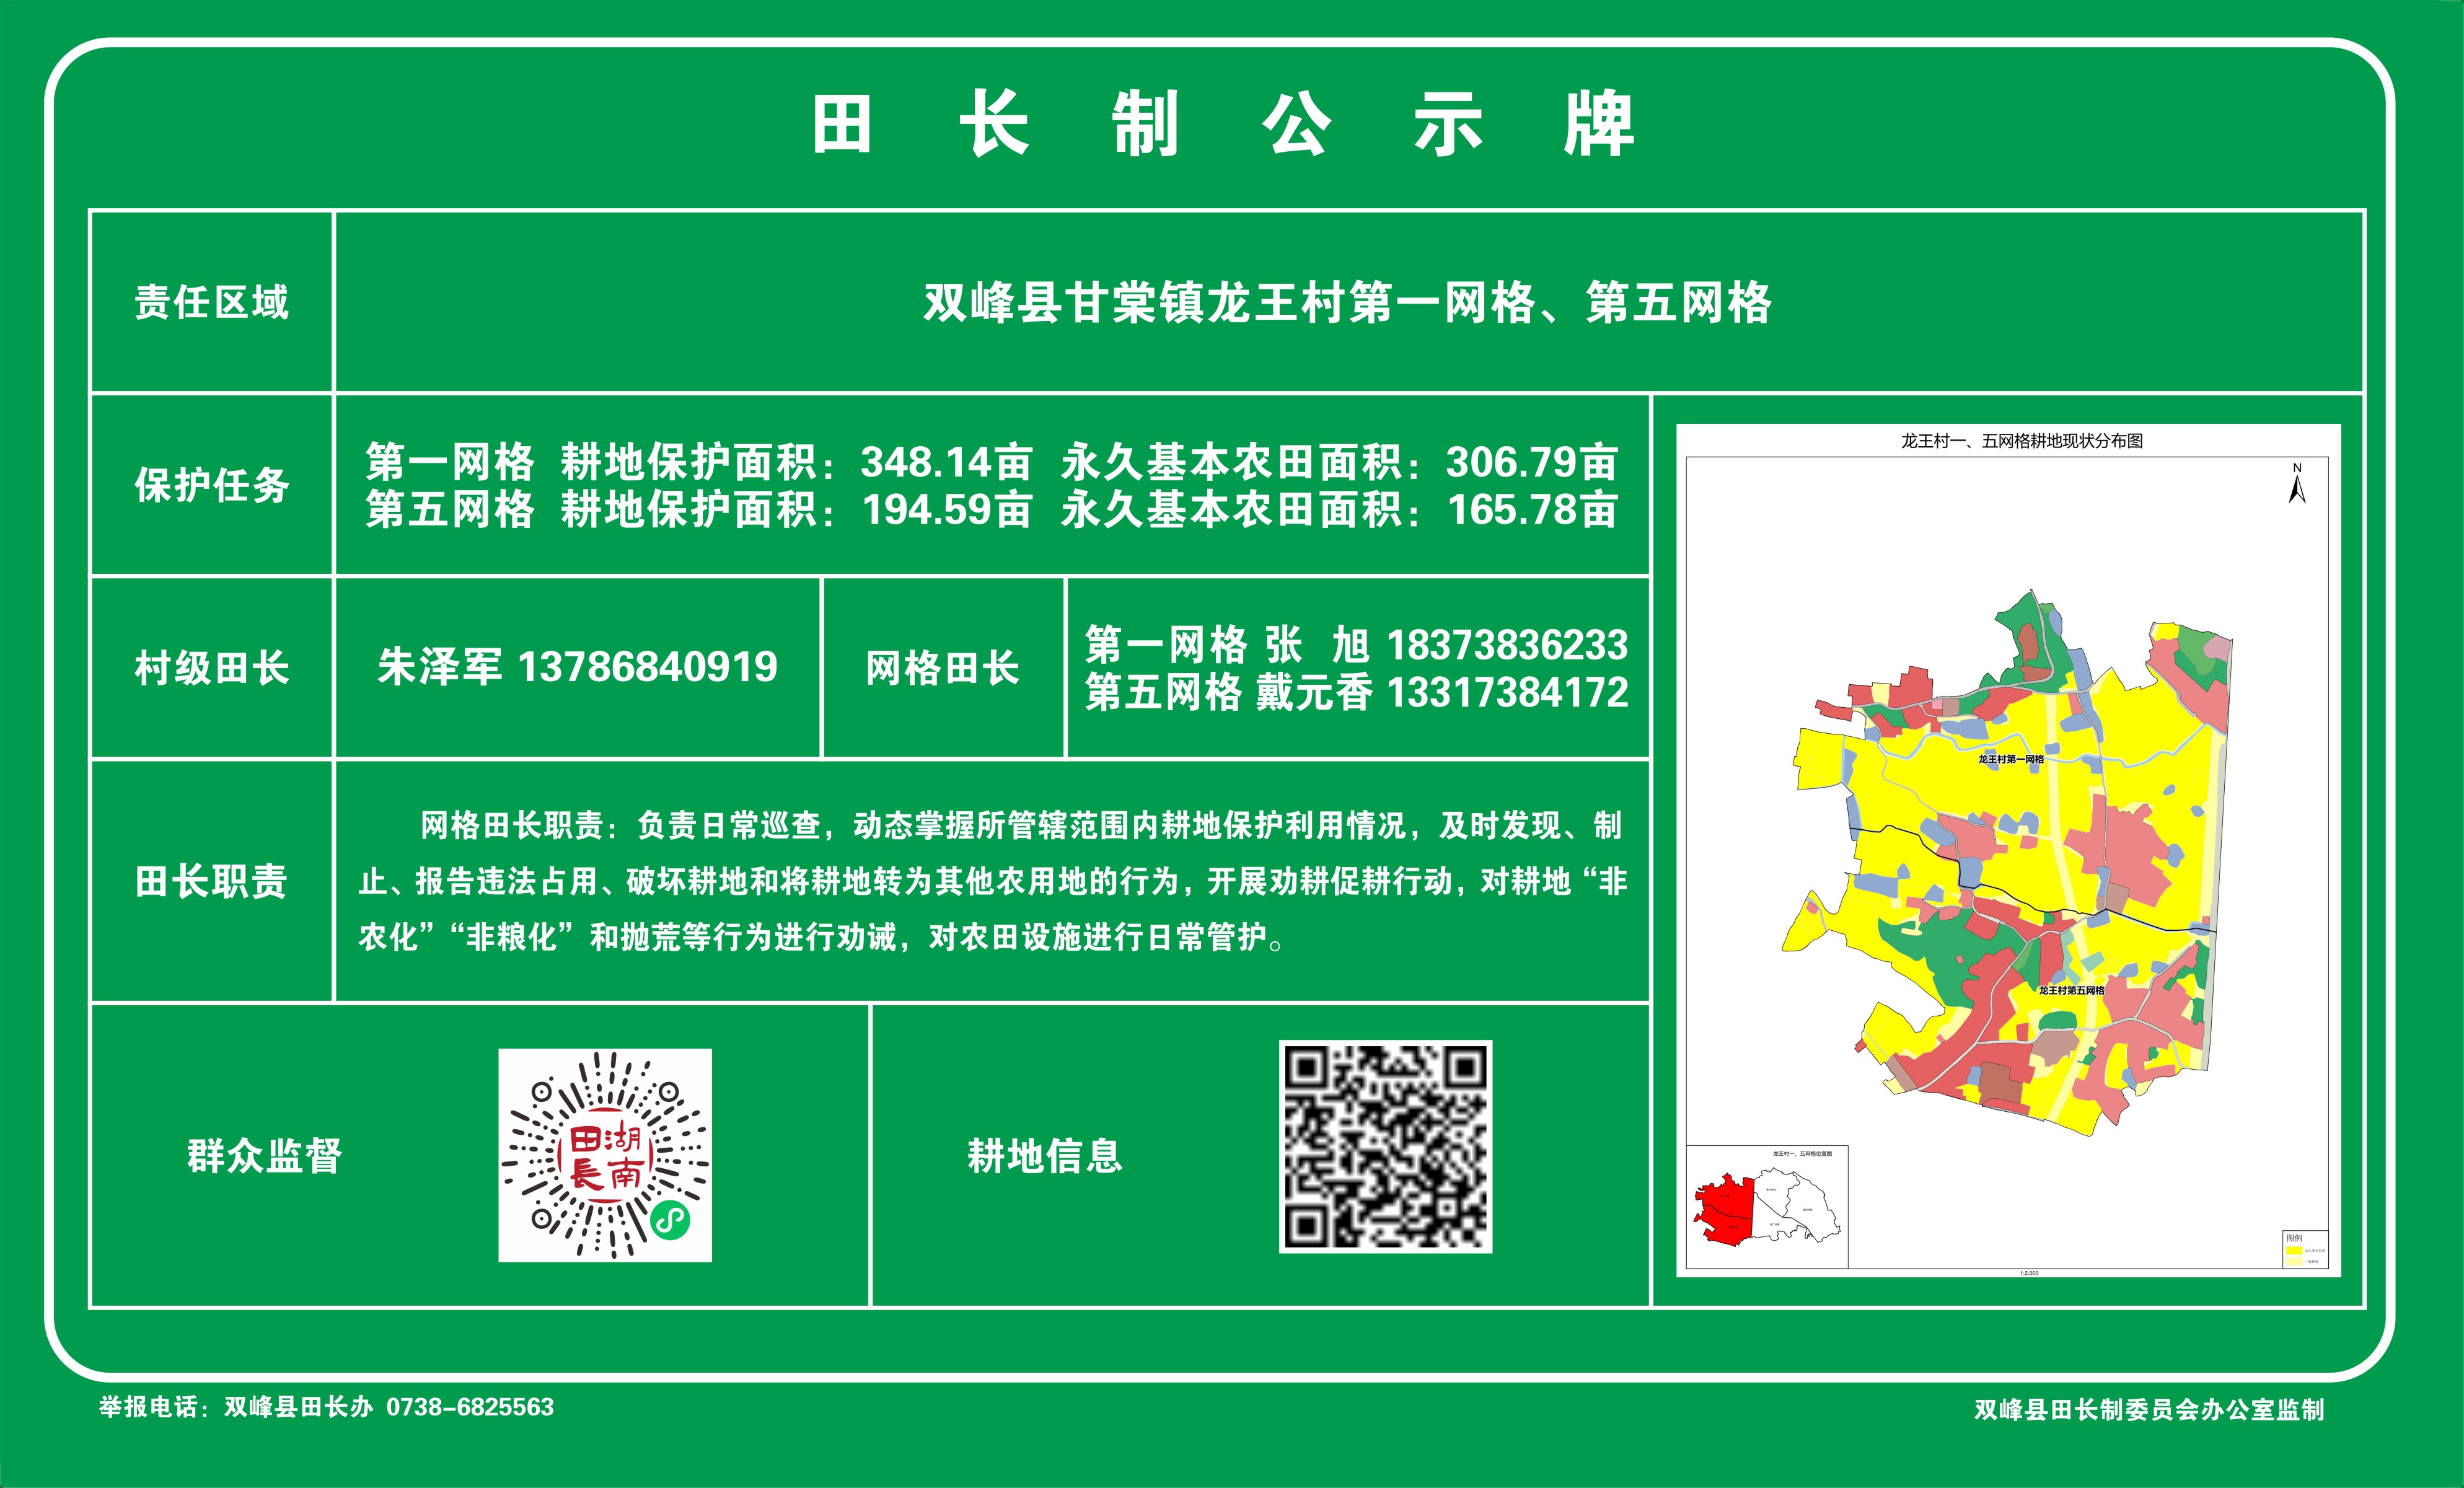 田长制公示牌
责任区域
双峰县甘棠镇龙王村第一网格、第五网格
保护任务
第一网格 耕地保护面积：348.14亩 永久基本农田面积：306.79亩
第五网格 耕地保护面积：194.59亩 永久基本农田面积：165.78亩
村级田长
朱泽军 13786840919
网格田长
第一网格 张 旭 18373836233
第五网格 戴元香 13317384172
田长职责
网格田长职责：负责日常巡查，动态掌握所管辖范围内耕地保护利用情况，及时发现、制
止、报告违法占用、破坏耕地和将耕地转为其他农用地的行为，开展劝耕促耕行动，对耕地“非
农化”“非粮化”和抛荒等行为进行劝诫，对农田设施进行日常管护。
群众监督
田湖
長南
耕地信息
龙王村一、五网格耕地现状分布图
N
龙王村第一网格
龙王村第五网格
龙王村一、五网格位置图
图例
1:2,000
举报电话：双峰县田长办 0738-6825563
双峰县田长制委员会办公室监制